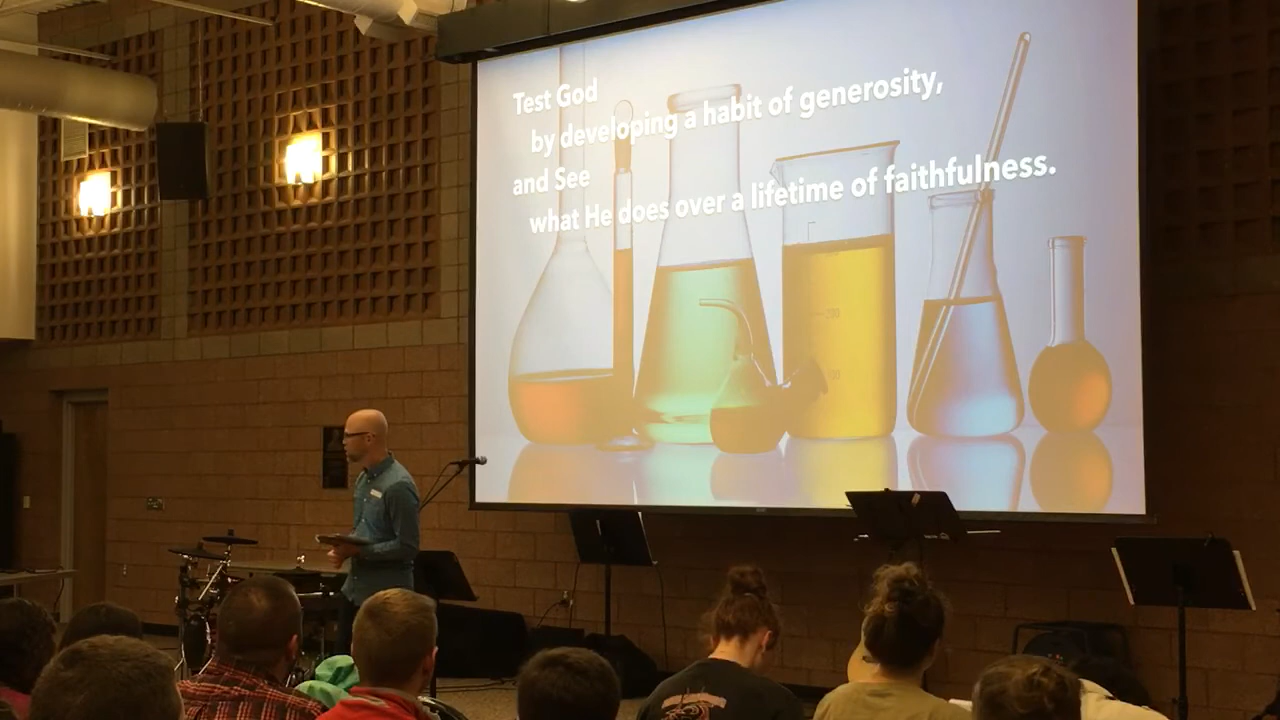 Test God
by developing a habit of generosity,
and See
what He does over a lifetime of faithfulness.